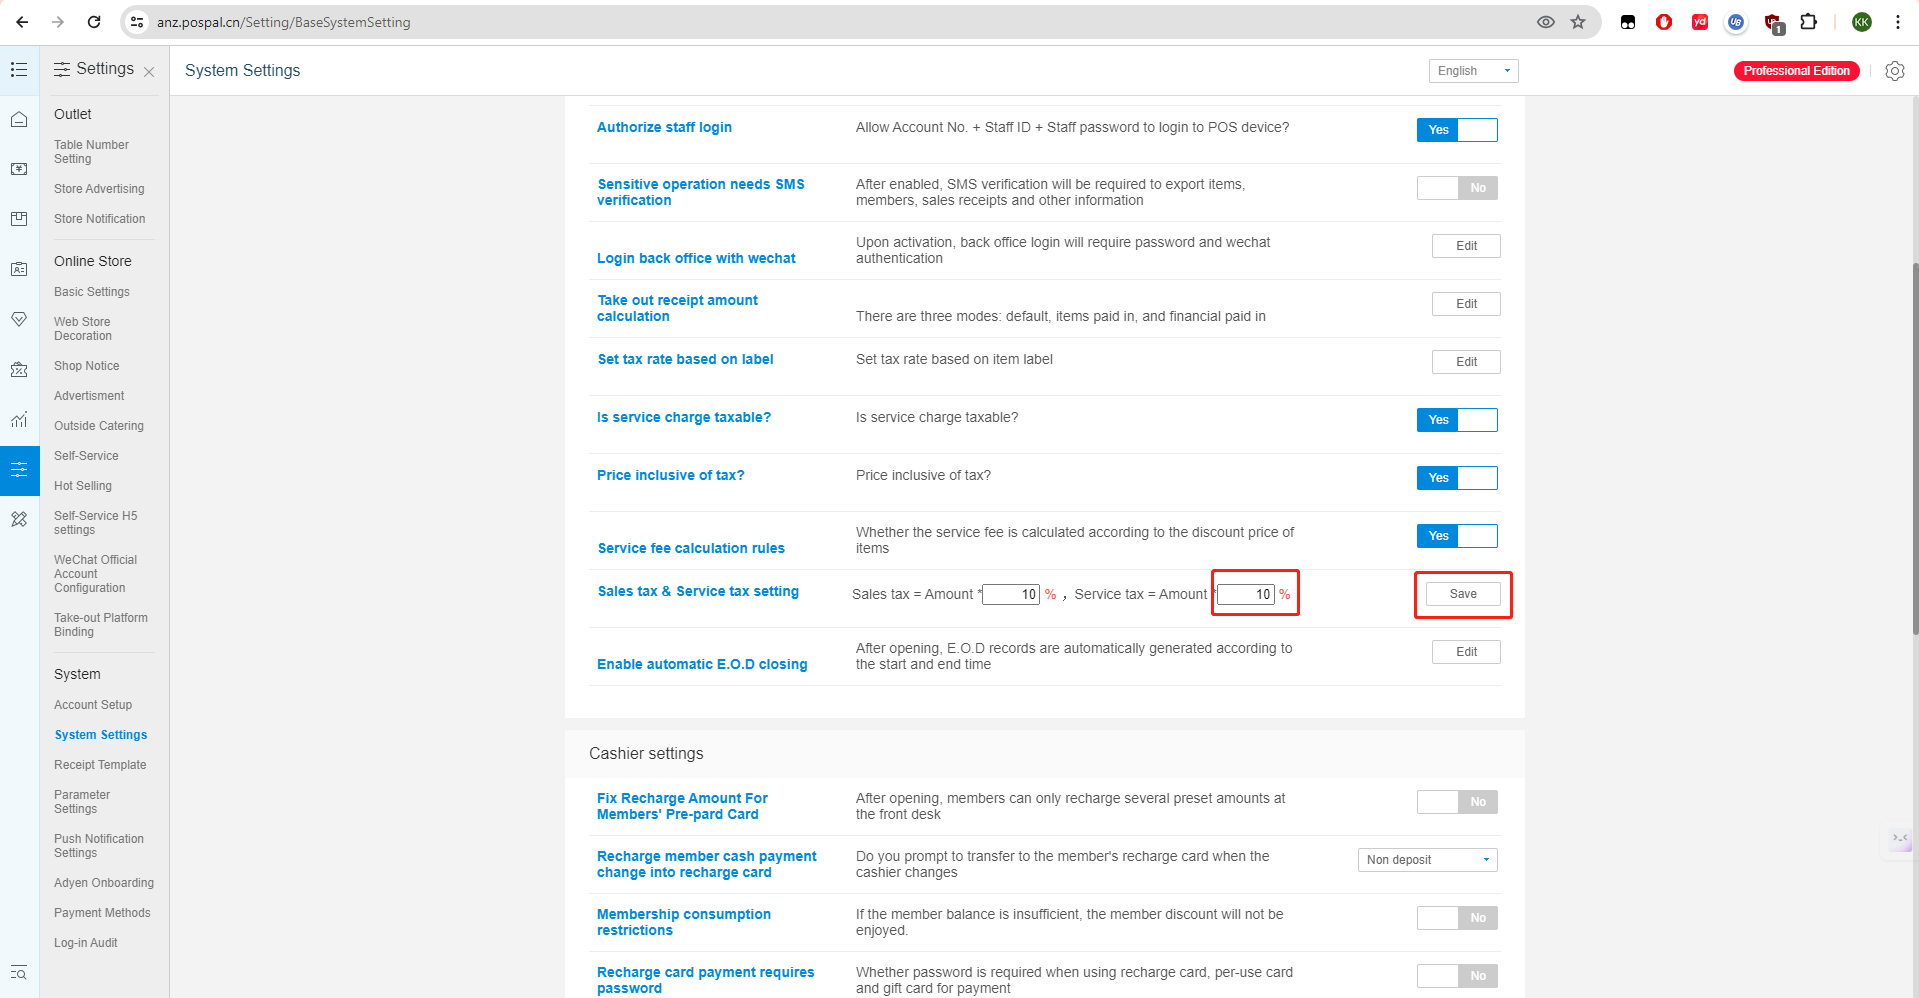 anz.pospal.cn/Setting/BaseSystemSetting
yd
UB
1
KK
Settings
System Settings
English
Professional Edition
Outlet
Table Number
Setting
Store Advertising
Store Notification
Online Store
Basic Settings
Web Store
Decoration
Shop Notice
Advertisment
Outside Catering
Self-Service
Hot Selling
Self-Service H5
settings
WeChat Official
Account
Configuration
Take-out Platform
Binding
System
Account Setup
System Settings
Receipt Template
Parameter
Settings
Push Notification
Settings
Adyen Onboarding
Payment Methods
Log-in Audit
Authorize staff login
Allow Account No. + Staff ID + Staff password to login to POS device?
Yes
Sensitive operation needs SMS
verification
After enabled, SMS verification will be required to export items,
members, sales receipts and other information
No
Login back office with wechat
Upon activation, back office login will require password and wechat
authentication
Edit
Take out receipt amount
calculation
There are three modes: default, items paid in, and financial paid in
Edit
Set tax rate based on label
Set tax rate based on item label
Edit
Is service charge taxable?
Is service charge taxable?
Yes
Price inclusive of tax?
Price inclusive of tax?
Yes
Service fee calculation rules
Whether the service fee is calculated according to the discount price of
items
Yes
Sales tax & Service tax setting
Sales tax = Amount * 10 % ， Service tax = Amount * 10 %
Save
Enable automatic E.O.D closing
After opening, E.O.D records are automatically generated according to
the start and end time
Edit
Cashier settings
Fix Recharge Amount For
Members' Pre-pard Card
After opening, members can only recharge several preset amounts at
the front desk
No
Recharge member cash payment
change into recharge card
Do you prompt to transfer to the member's recharge card when the
cashier changes
Non deposit
Membership consumption
restrictions
If the member balance is insufficient, the member discount will not be
enjoyed.
No
Recharge card payment requires
password
Whether password is required when using recharge card, per-use card
and gift card for payment
No